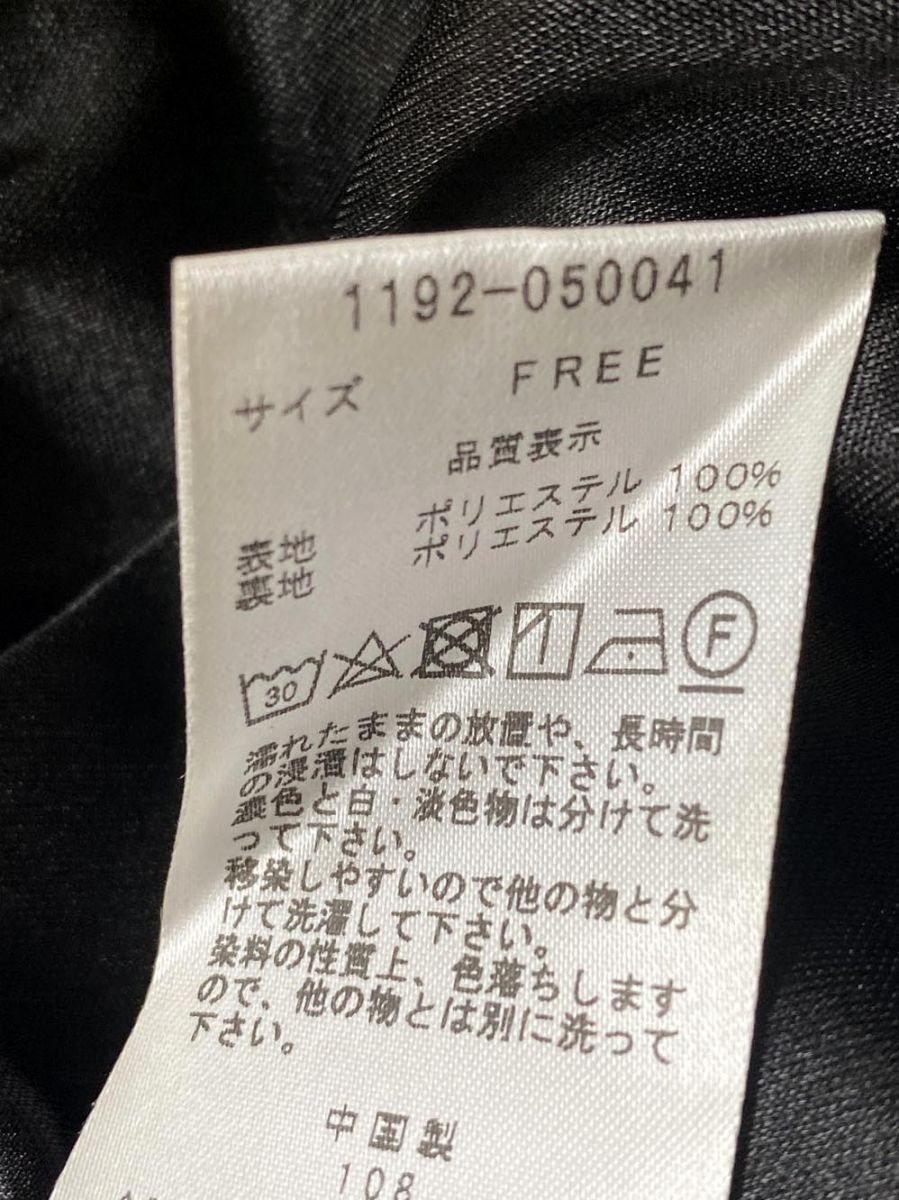 1192-050041
サイズ FREE
品質表示
表地 ポリエステル 100%
裏地 ポリエステル 100%
30 F
濡れたままの放置や、長時間
の浸漬はしないで下さい。
濃色と白・淡色物は分けて洗
って下さい。
移染しやすいので他の物と分
けて洗濯して下さい。
染料の性質上、色落ちします
ので、他の物とは別に洗って
下さい。
中国製
108